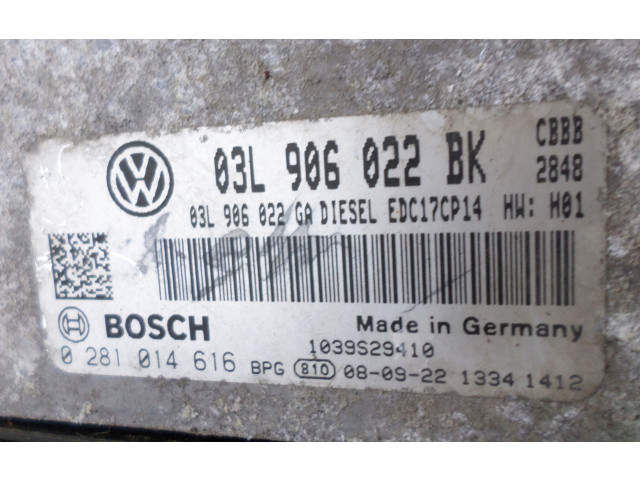 03L 906 022 BK CBBB
2848
03L 906 022 GA DIESEL EDC17CP14 HW: H01
BOSCH
Made in Germany
1039S29410
0 281 014 616 BPG 810 08-09-22 1334 1412